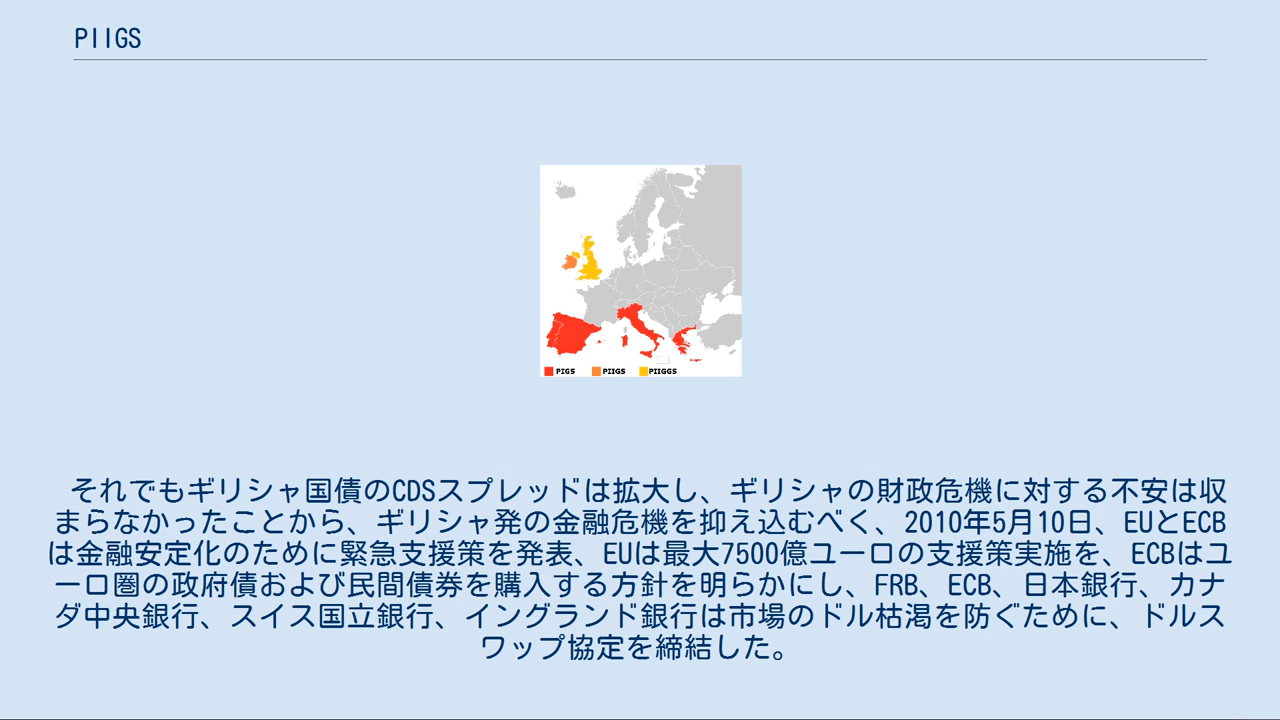 PIIGS
PIGS PIIGS PIIGGS
それでもギリシャ国債のCDSスプレッドは拡大し、ギリシャの財政危機に対する不安は収
まらなかったことから、ギリシャ発の金融危機を抑え込むべく、2010年5月10日、EUとECB
は金融安定化のために緊急支援策を発表、EUは最大7500億ユーロの支援策実施を、ECBはユ
ーロ圏の政府債および民間債券を購入する方針を明らかにし、FRB、ECB、日本銀行、カナ
ダ中央銀行、スイス国立銀行、イングランド銀行は市場のドル枯渇を防ぐために、ドルス
ワップ協定を締結した。